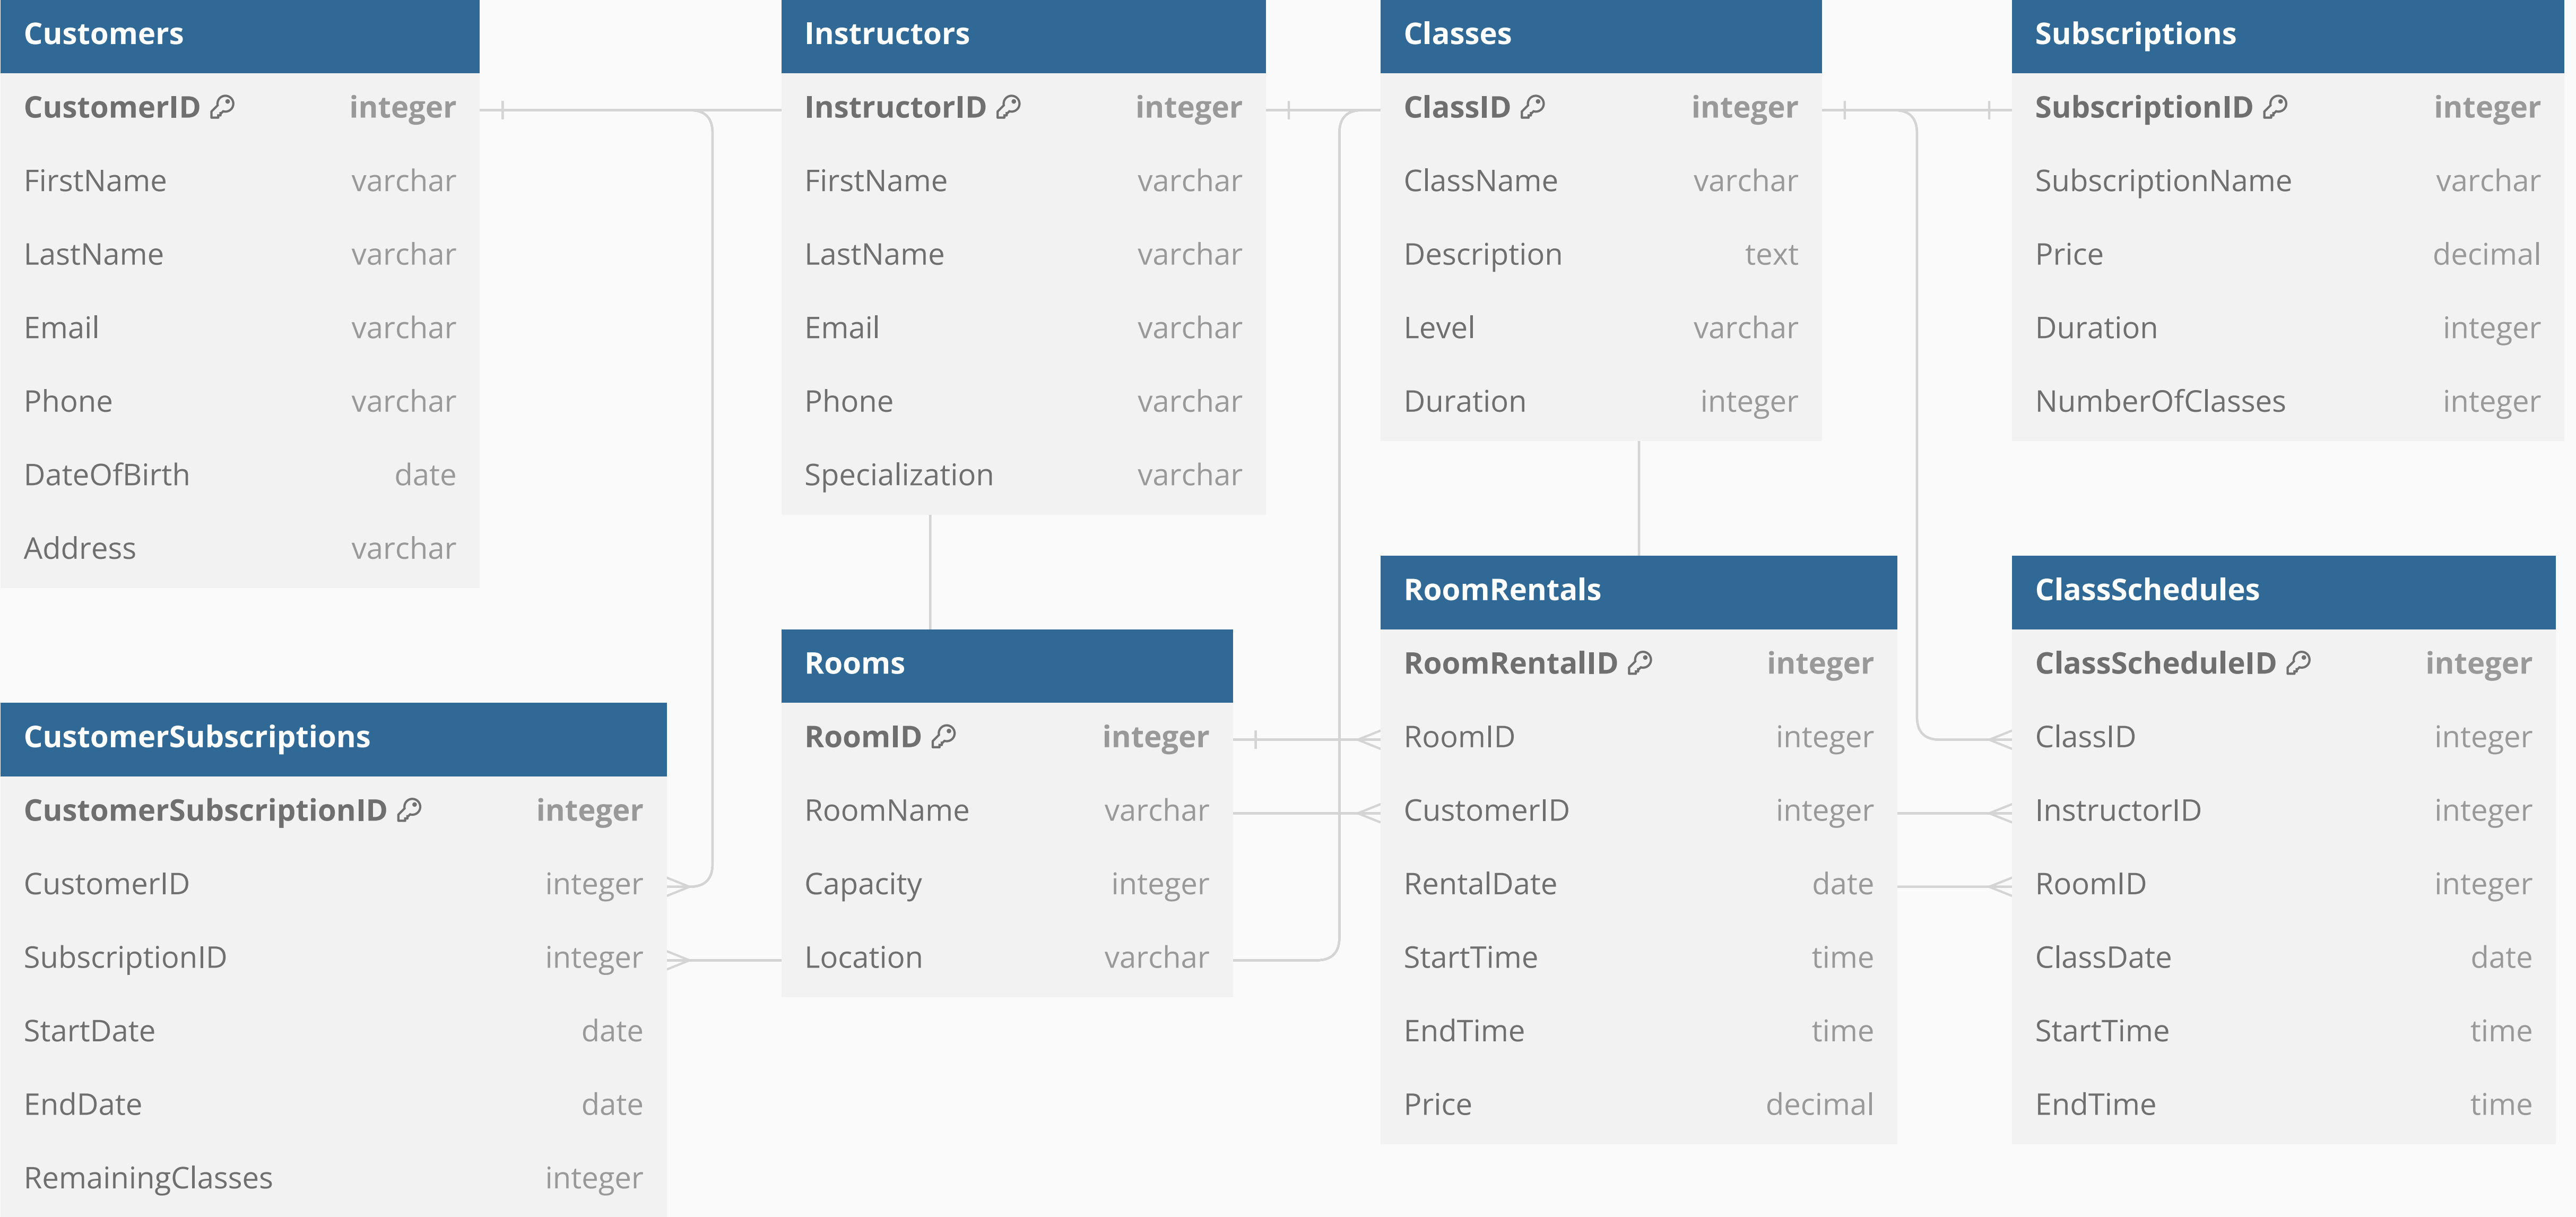 Customers
CustomerID integer
FirstName varchar
LastName varchar
Email varchar
Phone varchar
DateOfBirth date
Address varchar
Instructors
InstructorID integer
FirstName varchar
LastName varchar
Email varchar
Phone varchar
Specialization varchar
Classes
ClassID integer
ClassName varchar
Description text
Level varchar
Duration integer
Subscriptions
SubscriptionID integer
SubscriptionName varchar
Price decimal
Duration integer
NumberOfClasses integer
CustomerSubscriptions
CustomerSubscriptionID integer
CustomerID integer
SubscriptionID integer
StartDate date
EndDate date
RemainingClasses integer
Rooms
RoomID integer
RoomName varchar
Capacity integer
Location varchar
RoomRentals
RoomRentalID integer
RoomID integer
CustomerID integer
RentalDate date
StartTime time
EndTime time
Price decimal
ClassSchedules
ClassScheduleID integer
ClassID integer
InstructorID integer
RoomID integer
ClassDate date
StartTime time
EndTime time